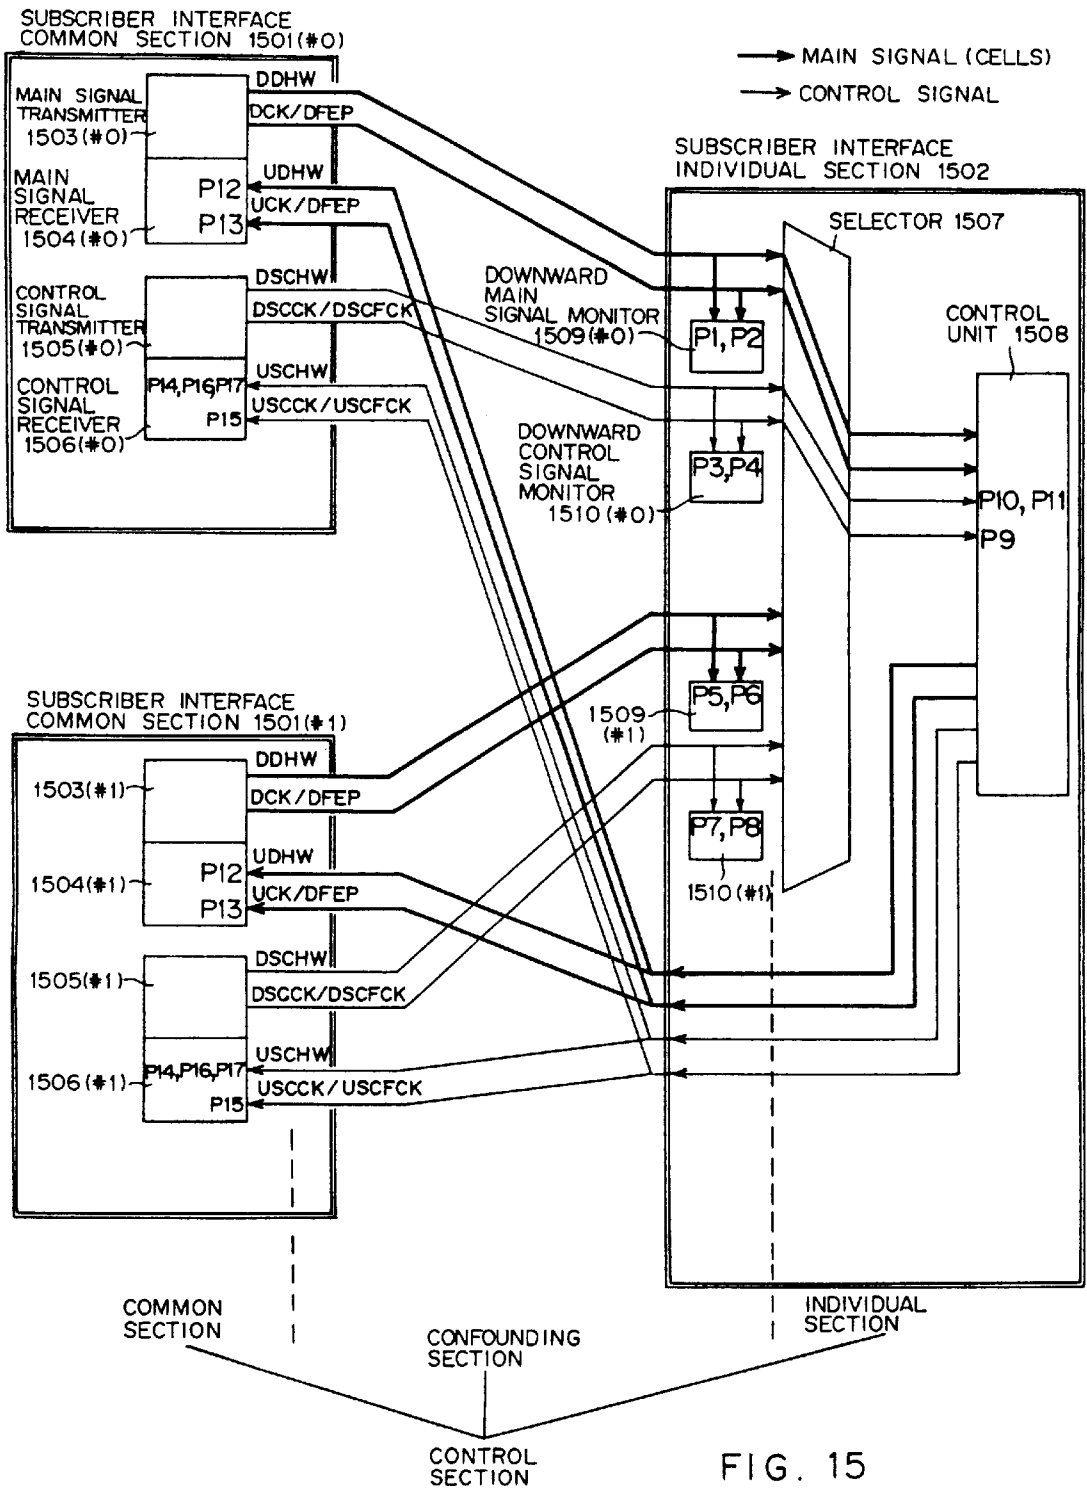 SUBSCRIBER INTERFACE
COMMON SECTION 1501(#0)
MAIN SIGNAL (CELLS)
CONTROL SIGNAL
MAIN SIGNAL
TRANSMITTER
1503(#0)
DDHW
DCK/DFEP
MAIN
SIGNAL
RECEIVER
1504(#0)
P12
P13
UDHW
UCK/DFEP
CONTROL
SIGNAL
TRANSMITTER
1505(#0)
DSCHW
DSCCK/DSCFCK
CONTROL
SIGNAL
RECEIVER
1506(#0)
P14,P16,P17
P15
USCHW
USCCK/USCFCK
SUBSCRIBER INTERFACE
INDIVIDUAL SECTION 1502
SELECTOR 1507
DOWNWARD
MAIN
SIGNAL MONITOR
1509(#0)
P1, P2
CONTROL
UNIT 1508
DOWNWARD
CONTROL
SIGNAL
MONITOR
1510(#0)
P3,P4
P10, P11
P9
P5,P6
1509
(#1)
P7, P8
1510(#1)
SUBSCRIBER INTERFACE
COMMON SECTION 1501(#1)
1503(#1)
DDHW
DCK/DFEP
1504(#1)
P12
P13
UDHW
UCK/DFEP
1505(#1)
DSCHW
DSCCK/DSCFCK
1506(#1)
P14,P16,P17
P15
USCHW
USCCK/USCFCK
COMMON
SECTION
CONFOUNDING
SECTION
INDIVIDUAL
SECTION
CONTROL
SECTION
FIG. 15